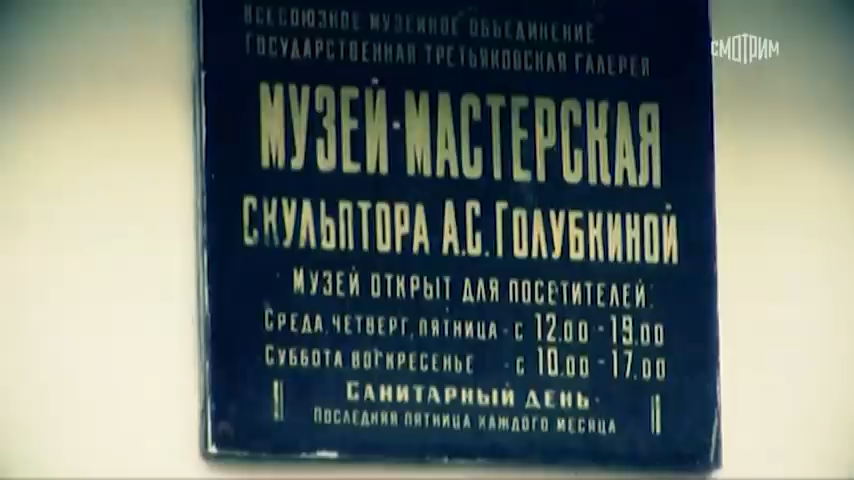 ВСЕСОЮЗНОЕ МУЗЕЙНОЕ ОБЪЕДИНЕНИЕ
СМОТРИМ
ГОСУДАРСТВЕННАЯ ТРЕТЬЯКОВСКАЯ ГАЛЕРЕЯ
МУЗЕЙ-МАСТЕРСКАЯ
СКУЛЬПТОРА А.С. ГОЛУБКИНОЙ
МУЗЕЙ ОТКРЫТ ДЛЯ ПОСЕТИТЕЛЕЙ:
СРЕДА, ЧЕТВЕРГ, ПЯТНИЦА - С 12.00 - 19.00
СУББОТА, ВОСКРЕСЕНЬЕ - С 10.00 - 17.00
САНИТАРНЫЙ ДЕНЬ-
ПОСЛЕДНЯЯ ПЯТНИЦА КАЖДОГО МЕСЯЦА